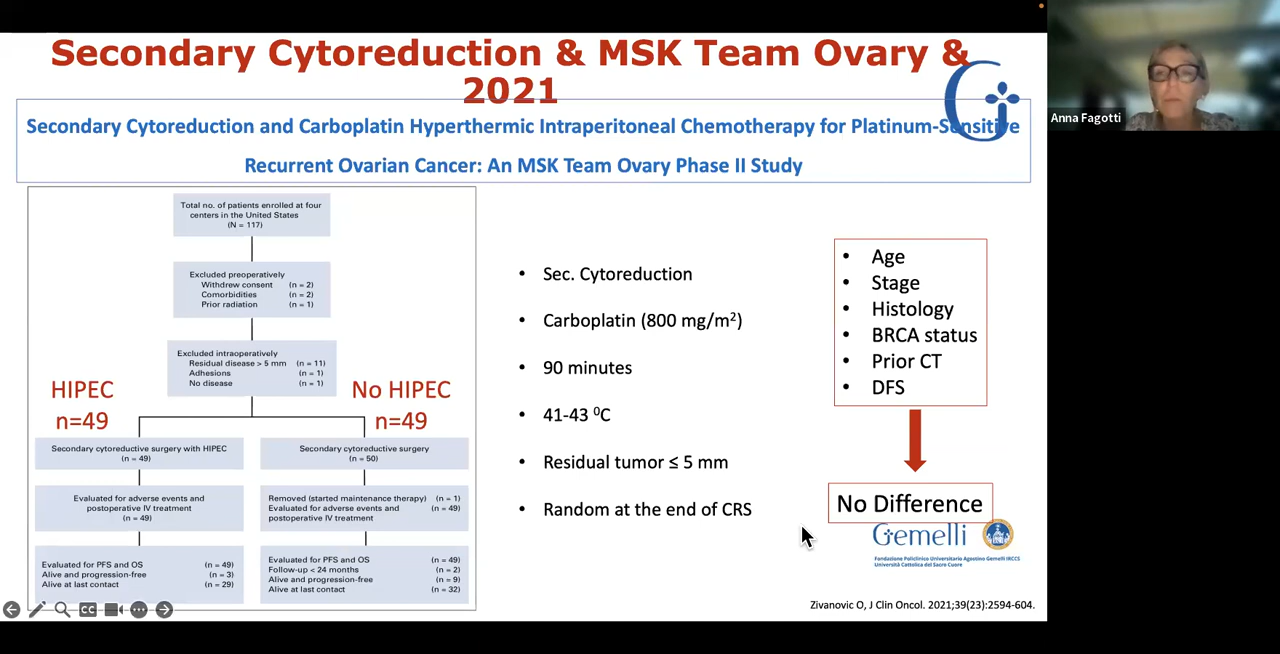 Secondary Cytoreduction & MSK Team Ovary &
2021
Secondary Cytoreduction and Carboplatin Hyperthermic Intraperitoneal Chemotherapy for Platinum-Sensitive
Recurrent Ovarian Cancer: An MSK Team Ovary Phase II Study
Anna Fagotti
Total no. of patients enrolled at four
centers in the United States
(N = 117)
Excluded preoperatively
Withdrew consent (n = 2)
Comorbidities (n = 2)
Prior radiation (n = 1)
Excluded intraoperatively
Residual disease > 5 mm (n = 11)
Adhesions (n = 1)
No disease (n = 1)
HIPEC
n=49
No HIPEC
n=49
Secondary cytoreductive surgery with HIPEC
(n = 49)
Secondary cytoreductive surgery
(n = 50)
Evaluated for adverse events and
postoperative IV treatment
(n = 49)
Removed (started maintenance therapy) (n = 1)
Evaluated for adverse events and (n = 49)
postoperative IV treatment
Evaluated for PFS and OS (n = 49)
Alive and progression-free (n = 3)
Alive at last contact (n = 29)
Evaluated for PFS and OS (n = 49)
Follow-up < 24 months (n = 2)
Alive and progression-free (n = 9)
Alive at last contact (n = 32)
• Sec. Cytoreduction
• Carboplatin (800 mg/m²)
• 90 minutes
• 41-43 ⁰C
• Residual tumor ≤ 5 mm
• Random at the end of CRS
• Age
• Stage
• Histology
• BRCA status
• Prior CT
• DFS
No Difference
Gemelli
Fondazione Policlinico Universitario Agostino Gemelli IRCCS
Università Cattolica del Sacro Cuore
Zivanovic O, J Clin Oncol. 2021;39(23):2594-604.
CC